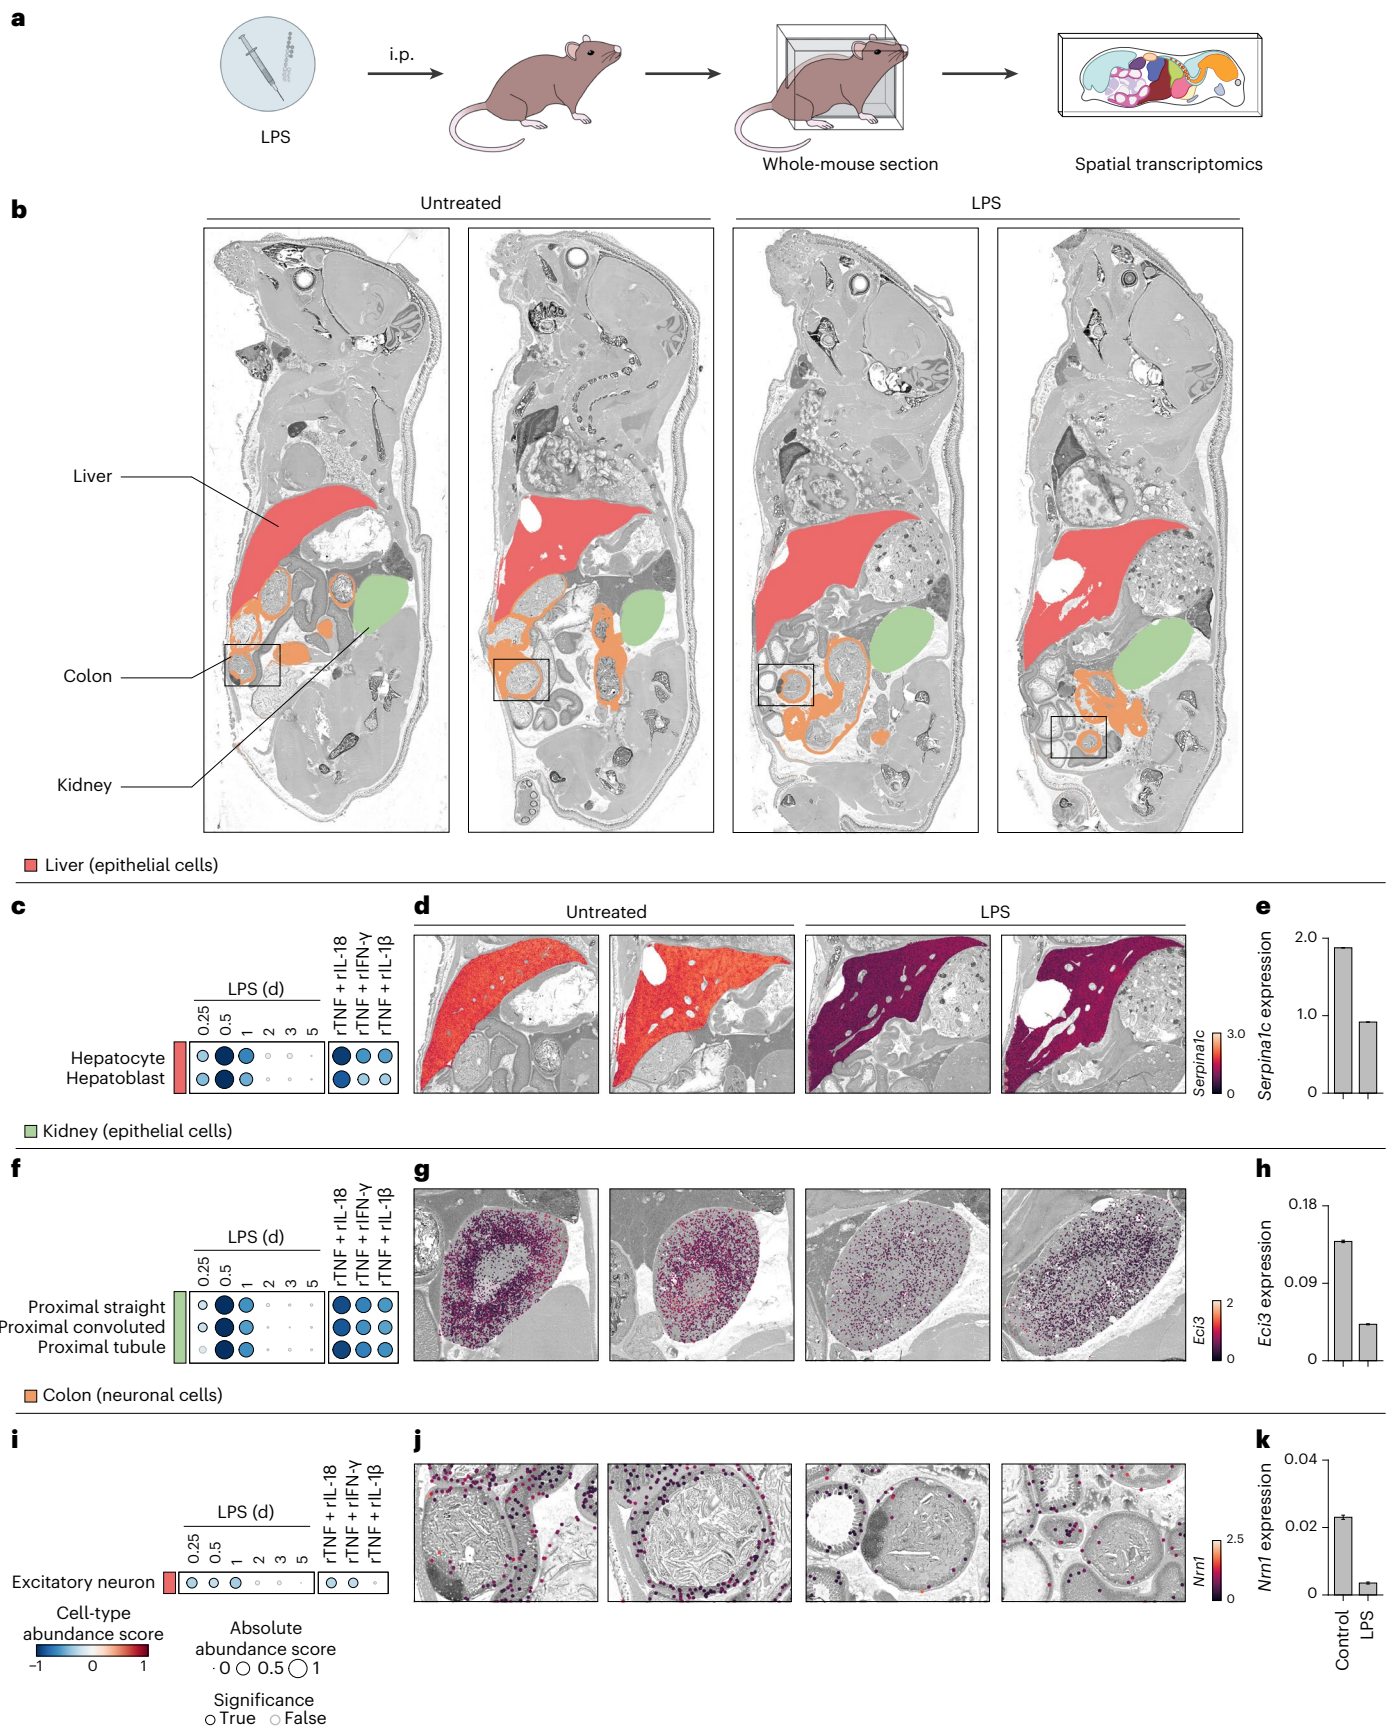 a
i.p.
LPS
Whole-mouse section
Spatial transcriptomics
b
Untreated
LPS
Liver
Colon
Kidney
Liver (epithelial cells)
c
LPS (d)
0.25
0.5
1
2
3
5
rTNF + rIL-18
rTNF + rIFN-γ
rTNF + rIL-1β
Hepatocyte
Hepatoblast
d
Untreated
LPS
Serpina1c
3.0
0
e
Serpina1c expression
2.0
1.0
0
Kidney (epithelial cells)
f
LPS (d)
0.25
0.5
1
2
3
5
rTNF + rIL-18
rTNF + rIFN-γ
rTNF + rIL-1β
Proximal straight
Proximal convoluted
Proximal tubule
g
Eci3
2
0
h
Eci3 expression
0.18
0.09
0
Colon (neuronal cells)
i
LPS (d)
0.25
0.5
1
2
3
5
rTNF + rIL-18
rTNF + rIFN-γ
rTNF + rIL-1β
Excitatory neuron
Cell-type
abundance score
−1 0 1
Absolute
abundance score
0 0.5 1
Significance
True False
j
Nrn1
2.5
0
k
Nrn1 expression
0.04
0.02
0
Control
LPS